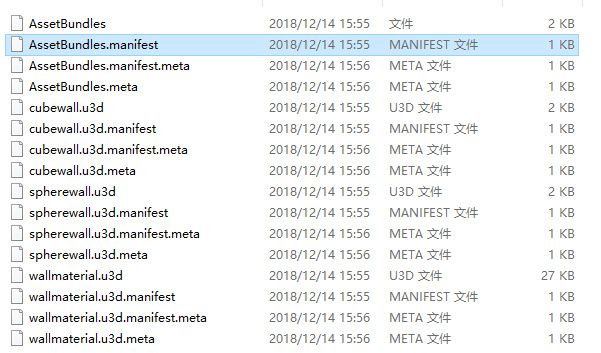 AssetBundles 2018/12/14 15:55 文件 2 KB
AssetBundles.manifest 2018/12/14 15:55 MANIFEST 文件 1 KB
AssetBundles.manifest.meta 2018/12/14 15:56 META 文件 1 KB
AssetBundles.meta 2018/12/14 15:56 META 文件 1 KB
cubewall.u3d 2018/12/14 15:55 U3D 文件 2 KB
cubewall.u3d.manifest 2018/12/14 15:55 MANIFEST 文件 1 KB
cubewall.u3d.manifest.meta 2018/12/14 15:56 META 文件 1 KB
cubewall.u3d.meta 2018/12/14 15:56 META 文件 1 KB
spherewall.u3d 2018/12/14 15:55 U3D 文件 2 KB
spherewall.u3d.manifest 2018/12/14 15:55 MANIFEST 文件 1 KB
spherewall.u3d.manifest.meta 2018/12/14 15:56 META 文件 1 KB
spherewall.u3d.meta 2018/12/14 15:56 META 文件 1 KB
wallmaterial.u3d 2018/12/14 15:55 U3D 文件 27 KB
wallmaterial.u3d.manifest 2018/12/14 15:55 MANIFEST 文件 1 KB
wallmaterial.u3d.manifest.meta 2018/12/14 15:56 META 文件 1 KB
wallmaterial.u3d.meta 2018/12/14 15:56 META 文件 1 KB